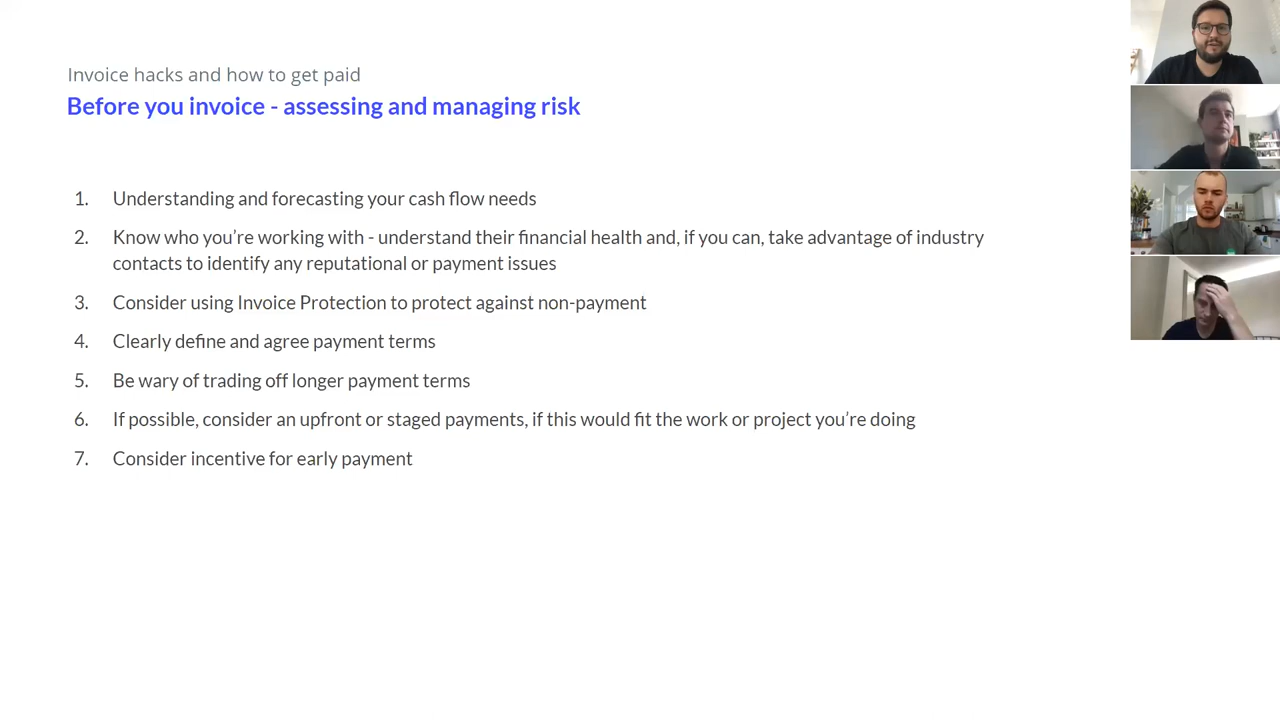 Invoice hacks and how to get paid
Before you invoice - assessing and managing risk
1. Understanding and forecasting your cash flow needs
2. Know who you’re working with - understand their financial health and, if you can, take advantage of industry
contacts to identify any reputational or payment issues
3. Consider using Invoice Protection to protect against non-payment
4. Clearly define and agree payment terms
5. Be wary of trading off longer payment terms
6. If possible, consider an upfront or staged payments, if this would fit the work or project you’re doing
7. Consider incentive for early payment